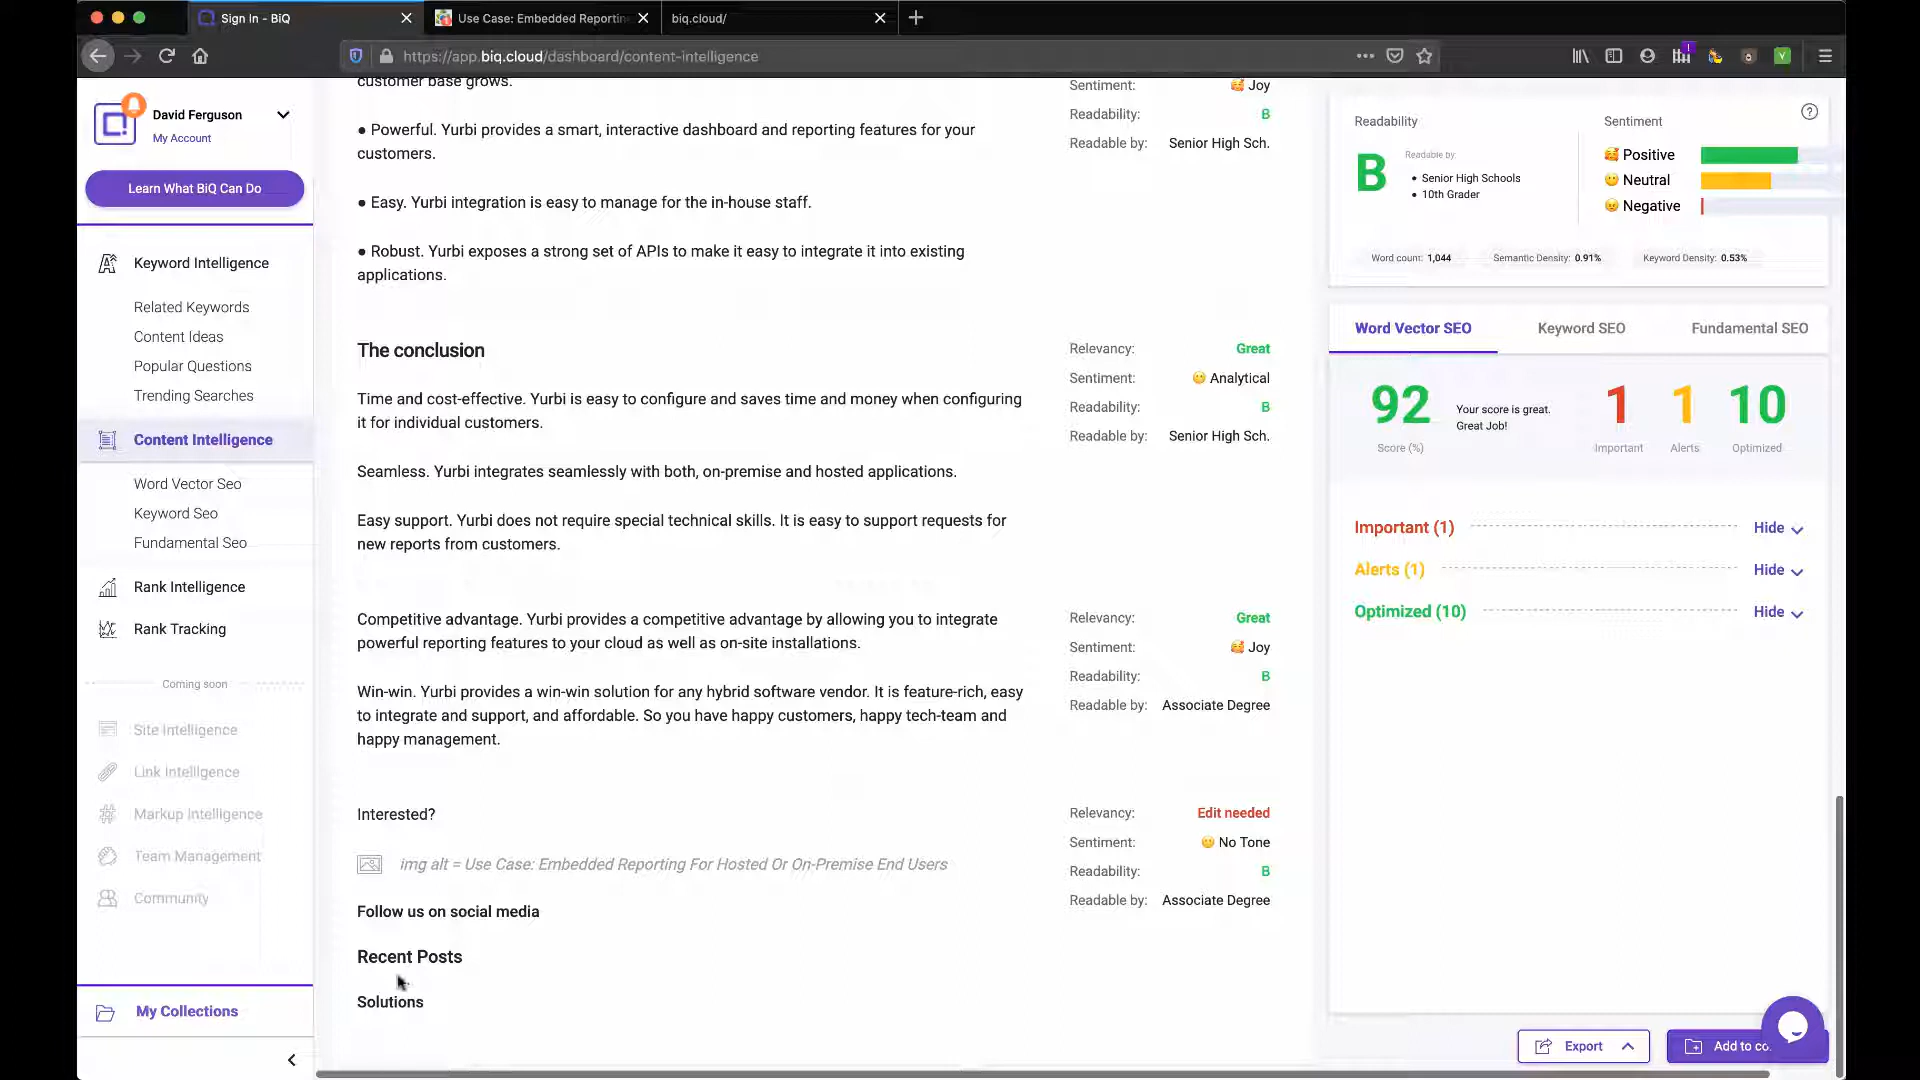 Sign In - BiQ
Use Case: Embedded Reportin
biq.cloud/
https://app.biq.cloud/dashboard/content-intelligence
David Ferguson
My Account
Learn What BiQ Can Do
Keyword Intelligence
Related Keywords
Content Ideas
Popular Questions
Trending Searches
Content Intelligence
Word Vector Seo
Keyword Seo
Fundamental Seo
Rank Intelligence
Rank Tracking
Coming soon
Site Intelligence
Link Intelligence
Markup Intelligence
Team Management
Community
My Collections
customer base grows.
● Powerful. Yurbi provides a smart, interactive dashboard and reporting features for your
customers.
● Easy. Yurbi integration is easy to manage for the in-house staff.
● Robust. Yurbi exposes a strong set of APIs to make it easy to integrate it into existing
applications.
Sentiment: Joy
Readability: B
Readable by: Senior High Sch.
The conclusion
Time and cost-effective. Yurbi is easy to configure and saves time and money when configuring
it for individual customers.
Seamless. Yurbi integrates seamlessly with both, on-premise and hosted applications.
Easy support. Yurbi does not require special technical skills. It is easy to support requests for
new reports from customers.
Relevancy: Great
Sentiment: Analytical
Readability: B
Readable by: Senior High Sch.
Competitive advantage. Yurbi provides a competitive advantage by allowing you to integrate
powerful reporting features to your cloud as well as on-site installations.
Win-win. Yurbi provides a win-win solution for any hybrid software vendor. It is feature-rich, easy
to integrate and support, and affordable. So you have happy customers, happy tech-team and
happy management.
Relevancy: Great
Sentiment: Joy
Readability: B
Readable by: Associate Degree
Interested?
img alt = Use Case: Embedded Reporting For Hosted Or On-Premise End Users
Follow us on social media
Recent Posts
Solutions
Relevancy: Edit needed
Sentiment: No Tone
Readability: B
Readable by: Associate Degree
Readability
B
Readable by:
• Senior High Schools
• 10th Grader
Sentiment
Positive
Neutral
Negative
Word count: 1,044
Semantic Density: 0.91%
Keyword Density: 0.53%
Word Vector SEO
Keyword SEO
Fundamental SEO
92
Score (%)
Your score is great.
Great Job!
1
Important
1
Alerts
10
Optimized
Important (1)
Hide
Alerts (1)
Hide
Optimized (10)
Hide
Export
Add to co